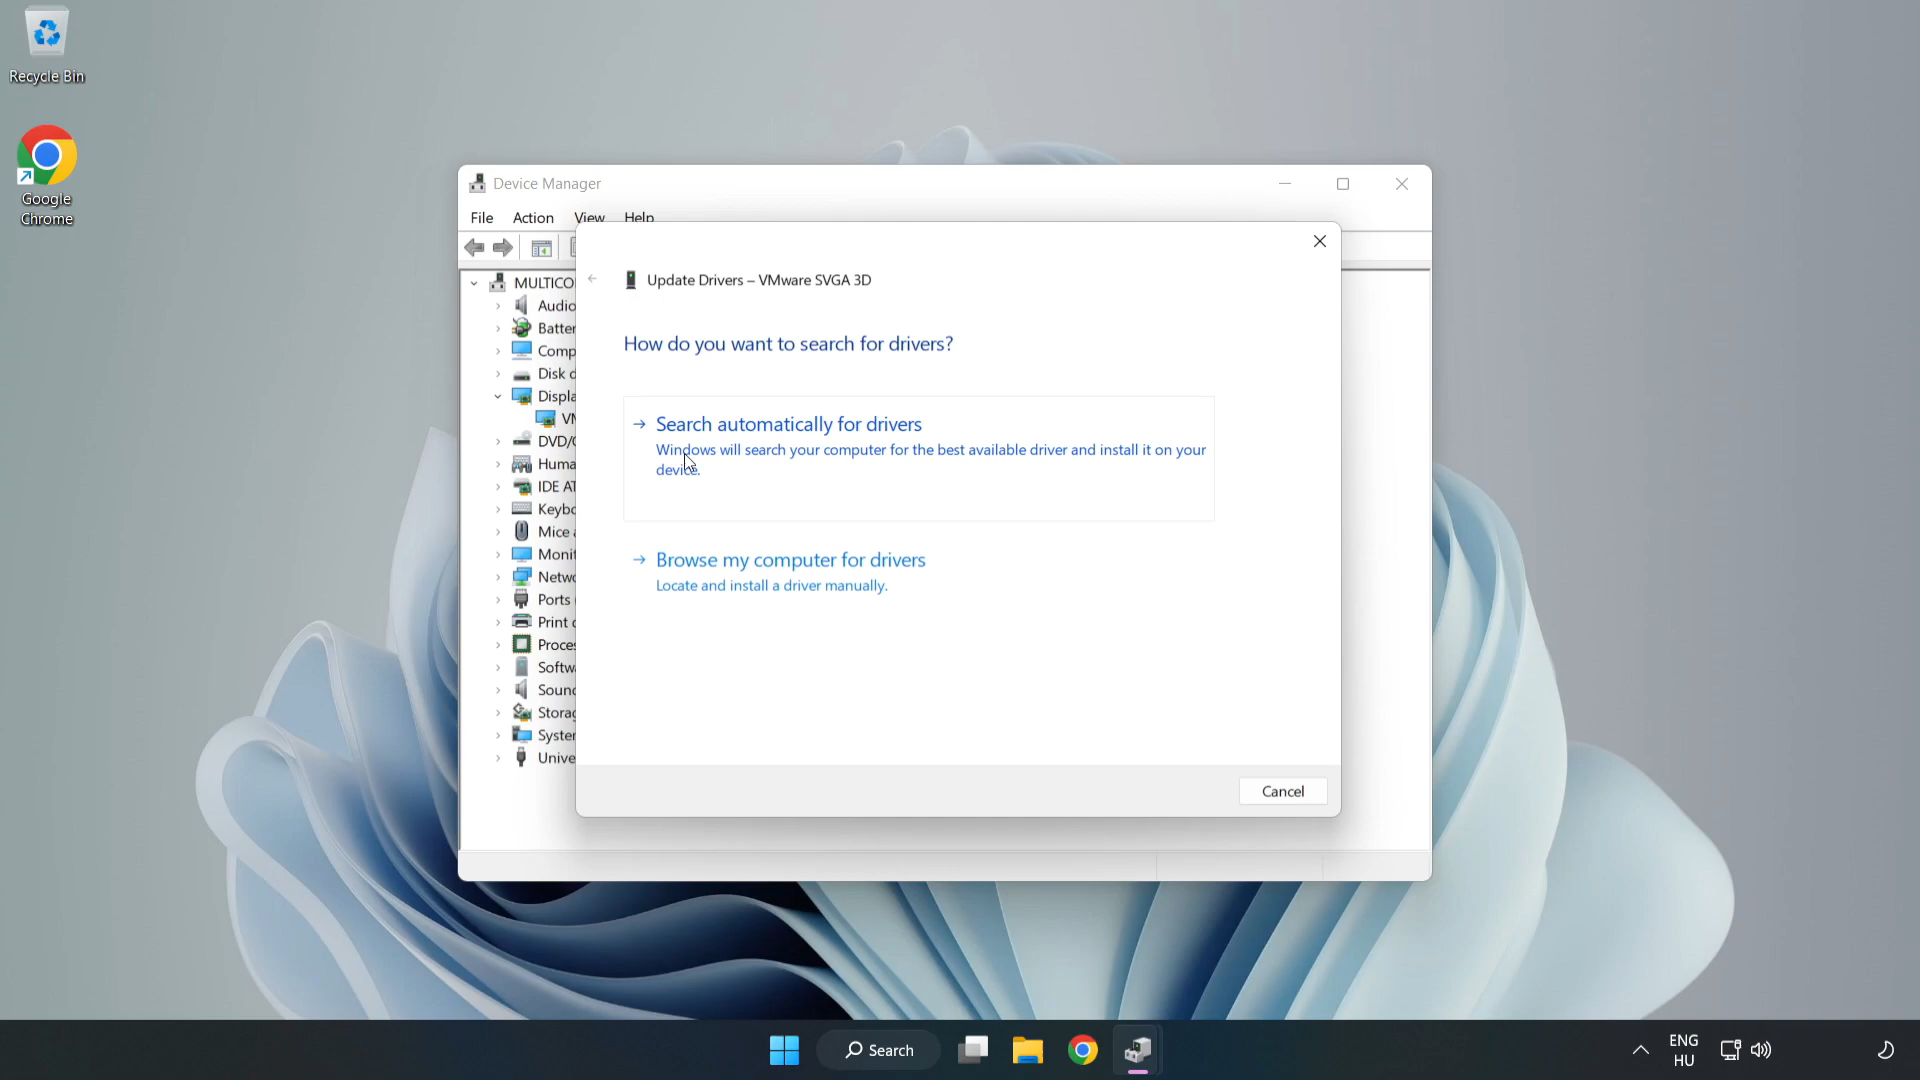 Recycle Bin
Google
Chrome
Device Manager
File Action View Help
Update Drivers – VMware SVGA 3D
How do you want to search for drivers?
Search automatically for drivers
Windows will search your computer for the best available driver and install it on your
device.
Browse my computer for drivers
Locate and install a driver manually.
Cancel
MULTICO
Audio
Batter
Comp
Disk d
Displa
VM
DVD/C
Huma
IDE AT
Keybo
Mice a
Monit
Netwo
Ports
Print
Proces
Softwa
Sound
Storag
System
Unive
Search
ENG
HU